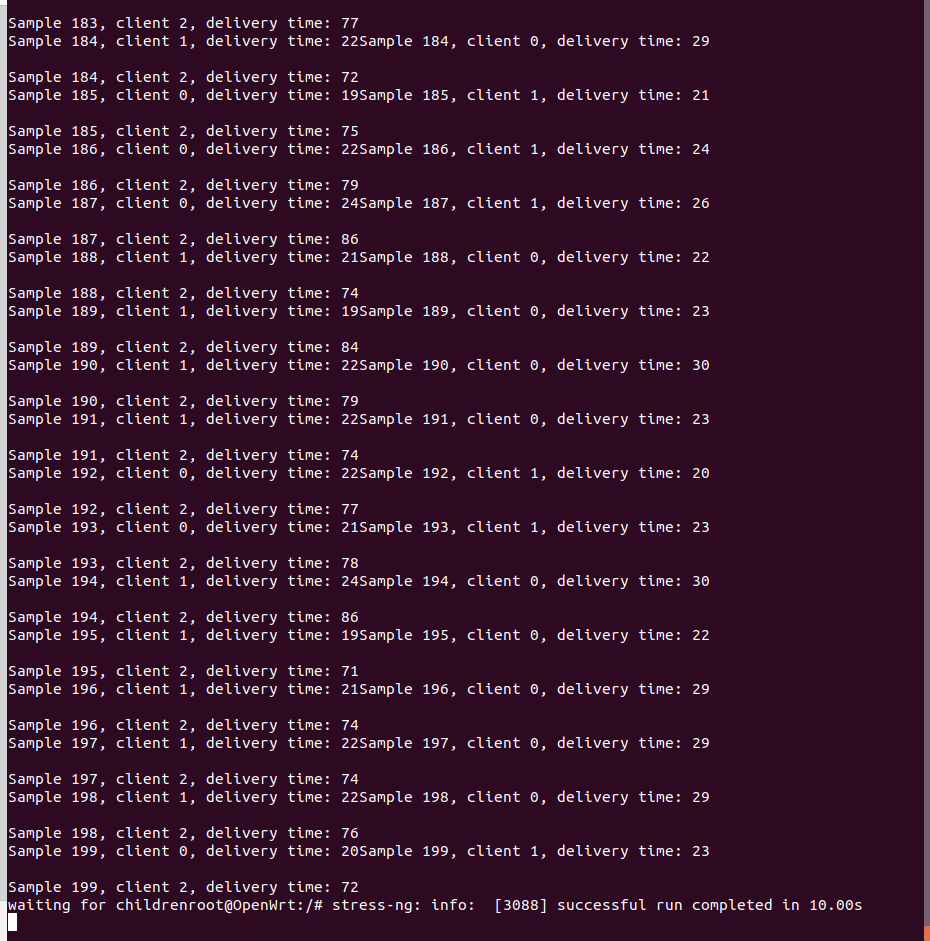 Sample 183, client 2, delivery time: 77
Sample 184, client 1, delivery time: 22Sample 184, client 0, delivery time: 29
Sample 184, client 2, delivery time: 72
Sample 185, client 0, delivery time: 19Sample 185, client 1, delivery time: 21
Sample 185, client 2, delivery time: 75
Sample 186, client 0, delivery time: 22Sample 186, client 1, delivery time: 24
Sample 186, client 2, delivery time: 79
Sample 187, client 0, delivery time: 24Sample 187, client 1, delivery time: 26
Sample 187, client 2, delivery time: 86
Sample 188, client 1, delivery time: 21Sample 188, client 0, delivery time: 22
Sample 188, client 2, delivery time: 74
Sample 189, client 1, delivery time: 19Sample 189, client 0, delivery time: 23
Sample 189, client 2, delivery time: 84
Sample 190, client 1, delivery time: 22Sample 190, client 0, delivery time: 30
Sample 190, client 2, delivery time: 79
Sample 191, client 1, delivery time: 22Sample 191, client 0, delivery time: 23
Sample 191, client 2, delivery time: 74
Sample 192, client 0, delivery time: 22Sample 192, client 1, delivery time: 20
Sample 192, client 2, delivery time: 77
Sample 193, client 0, delivery time: 21Sample 193, client 1, delivery time: 23
Sample 193, client 2, delivery time: 78
Sample 194, client 1, delivery time: 24Sample 194, client 0, delivery time: 30
Sample 194, client 2, delivery time: 86
Sample 195, client 1, delivery time: 19Sample 195, client 0, delivery time: 22
Sample 195, client 2, delivery time: 71
Sample 196, client 1, delivery time: 21Sample 196, client 0, delivery time: 29
Sample 196, client 2, delivery time: 74
Sample 197, client 1, delivery time: 22Sample 197, client 0, delivery time: 29
Sample 197, client 2, delivery time: 74
Sample 198, client 1, delivery time: 22Sample 198, client 0, delivery time: 29
Sample 198, client 2, delivery time: 76
Sample 199, client 0, delivery time: 20Sample 199, client 1, delivery time: 23
Sample 199, client 2, delivery time: 72
waiting for childrenroot@OpenWrt:/# stress-ng: info:  [3088] successful run completed in 10.00s